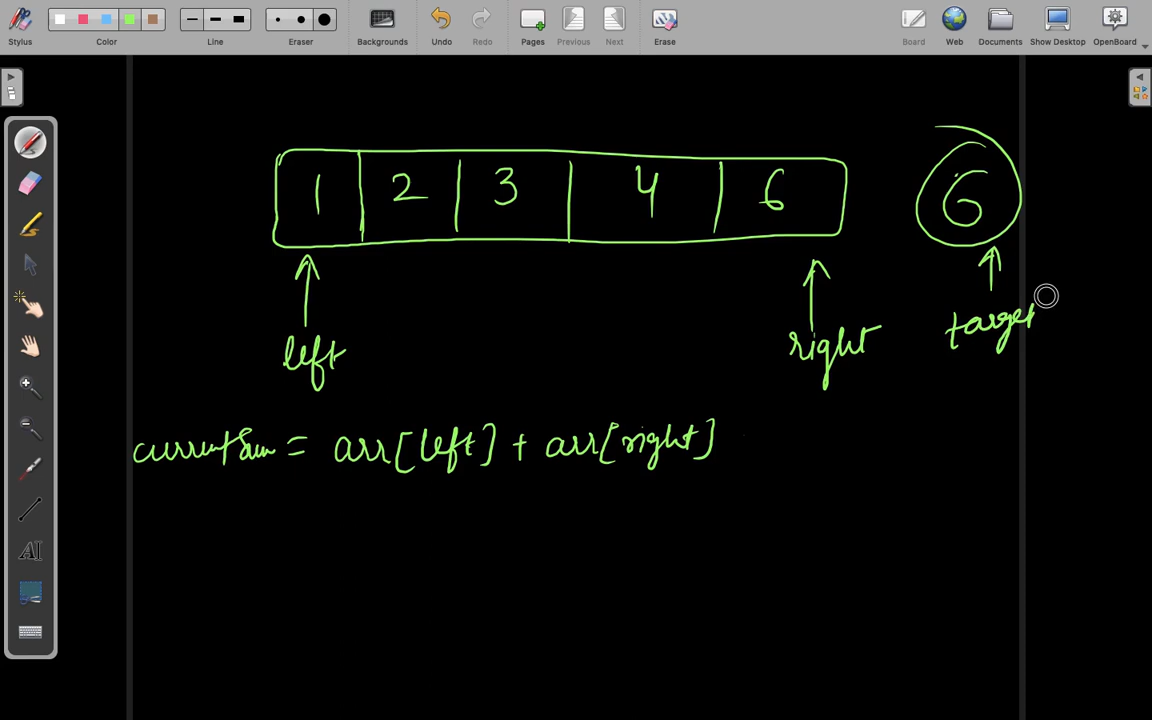 Stylus Color Line Eraser Backgrounds Undo Redo Pages Previous Next Erase Board Web Documents Show Desktop OpenBoard
1 2 3 4 6 6
left right target
currentSum = arr[left] + arr[right]
AI